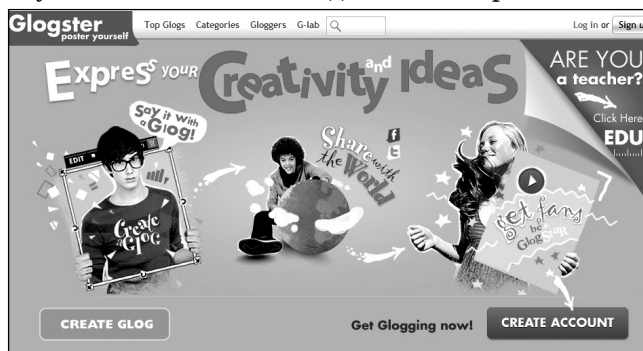 Glogster
poster yourself
Top Glogs Categories Gloggers G-lab
Log in or Sign u
Express YOUR Creativity and Ideas
ARE YOU
a teacher?
Click Here
EDU!
Say it With
a Glog!
EDIT
Create
a Glog
Share with
the World
get fans
be a
Glog Star
CREATE GLOG
Get Glogging now!
CREATE ACCOUNT